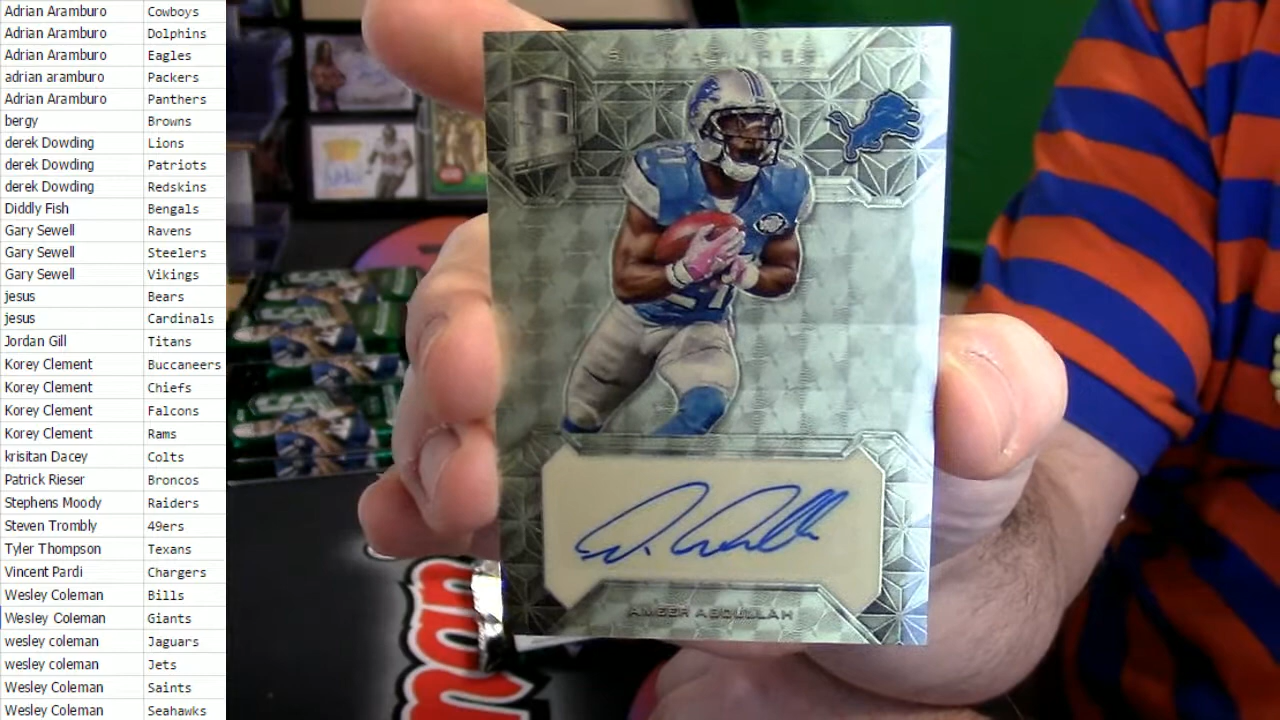 Adrian Aramburo Cowboys
Adrian Aramburo Dolphins
Adrian Aramburo Eagles
adrian aramburo Packers
Adrian Aramburo Panthers
bergy Browns
derek Dowding Lions
derek Dowding Patriots
derek Dowding Redskins
Diddly Fish Bengals
Gary Sewell Ravens
Gary Sewell Steelers
Gary Sewell Vikings
jesus Bears
jesus Cardinals
Jordan Gill Titans
Korey Clement Buccaneers
Korey Clement Chiefs
Korey Clement Falcons
Korey Clement Rams
krisitan Dacey Colts
Patrick Rieser Broncos
Stephens Moody Raiders
Steven Trombly 49ers
Tyler Thompson Texans
Vincent Pardi Chargers
Wesley Coleman Bills
Wesley Coleman Giants
wesley coleman Jaguars
wesley coleman Jets
Wesley Coleman Saints
Wesley Coleman Seahawks
SIGNATURES
21
21
AMEER ABDULLAH